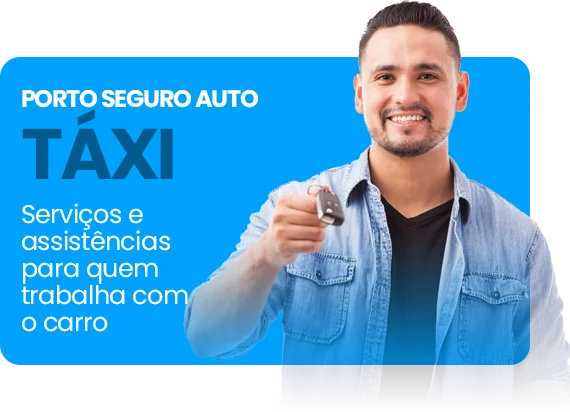 PORTO SEGURO AUTO
TÁXI
Serviços e
assistências
para quem
trabalha com
o carro